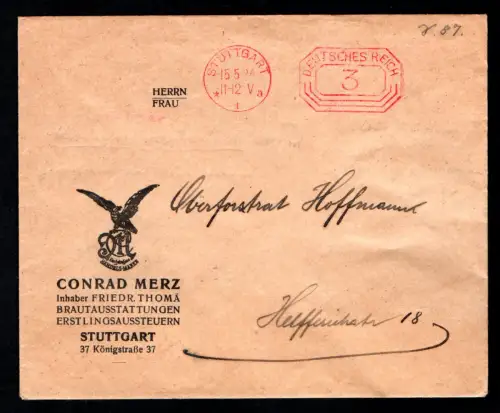 γ. 87.
STUTTGART
15.5.
11-12 V a
1
DEUTSCHES REICH
3
HERRN
FRAU
Oberforstrat Hoffmann
CONRAD MERZ
Inhaber FRIEDR. THOMÄ
BRAUTAUSSTATTUNGEN
ERSTLINGSAUSSTEUERN
STUTTGART
37 Königstraße 37
18